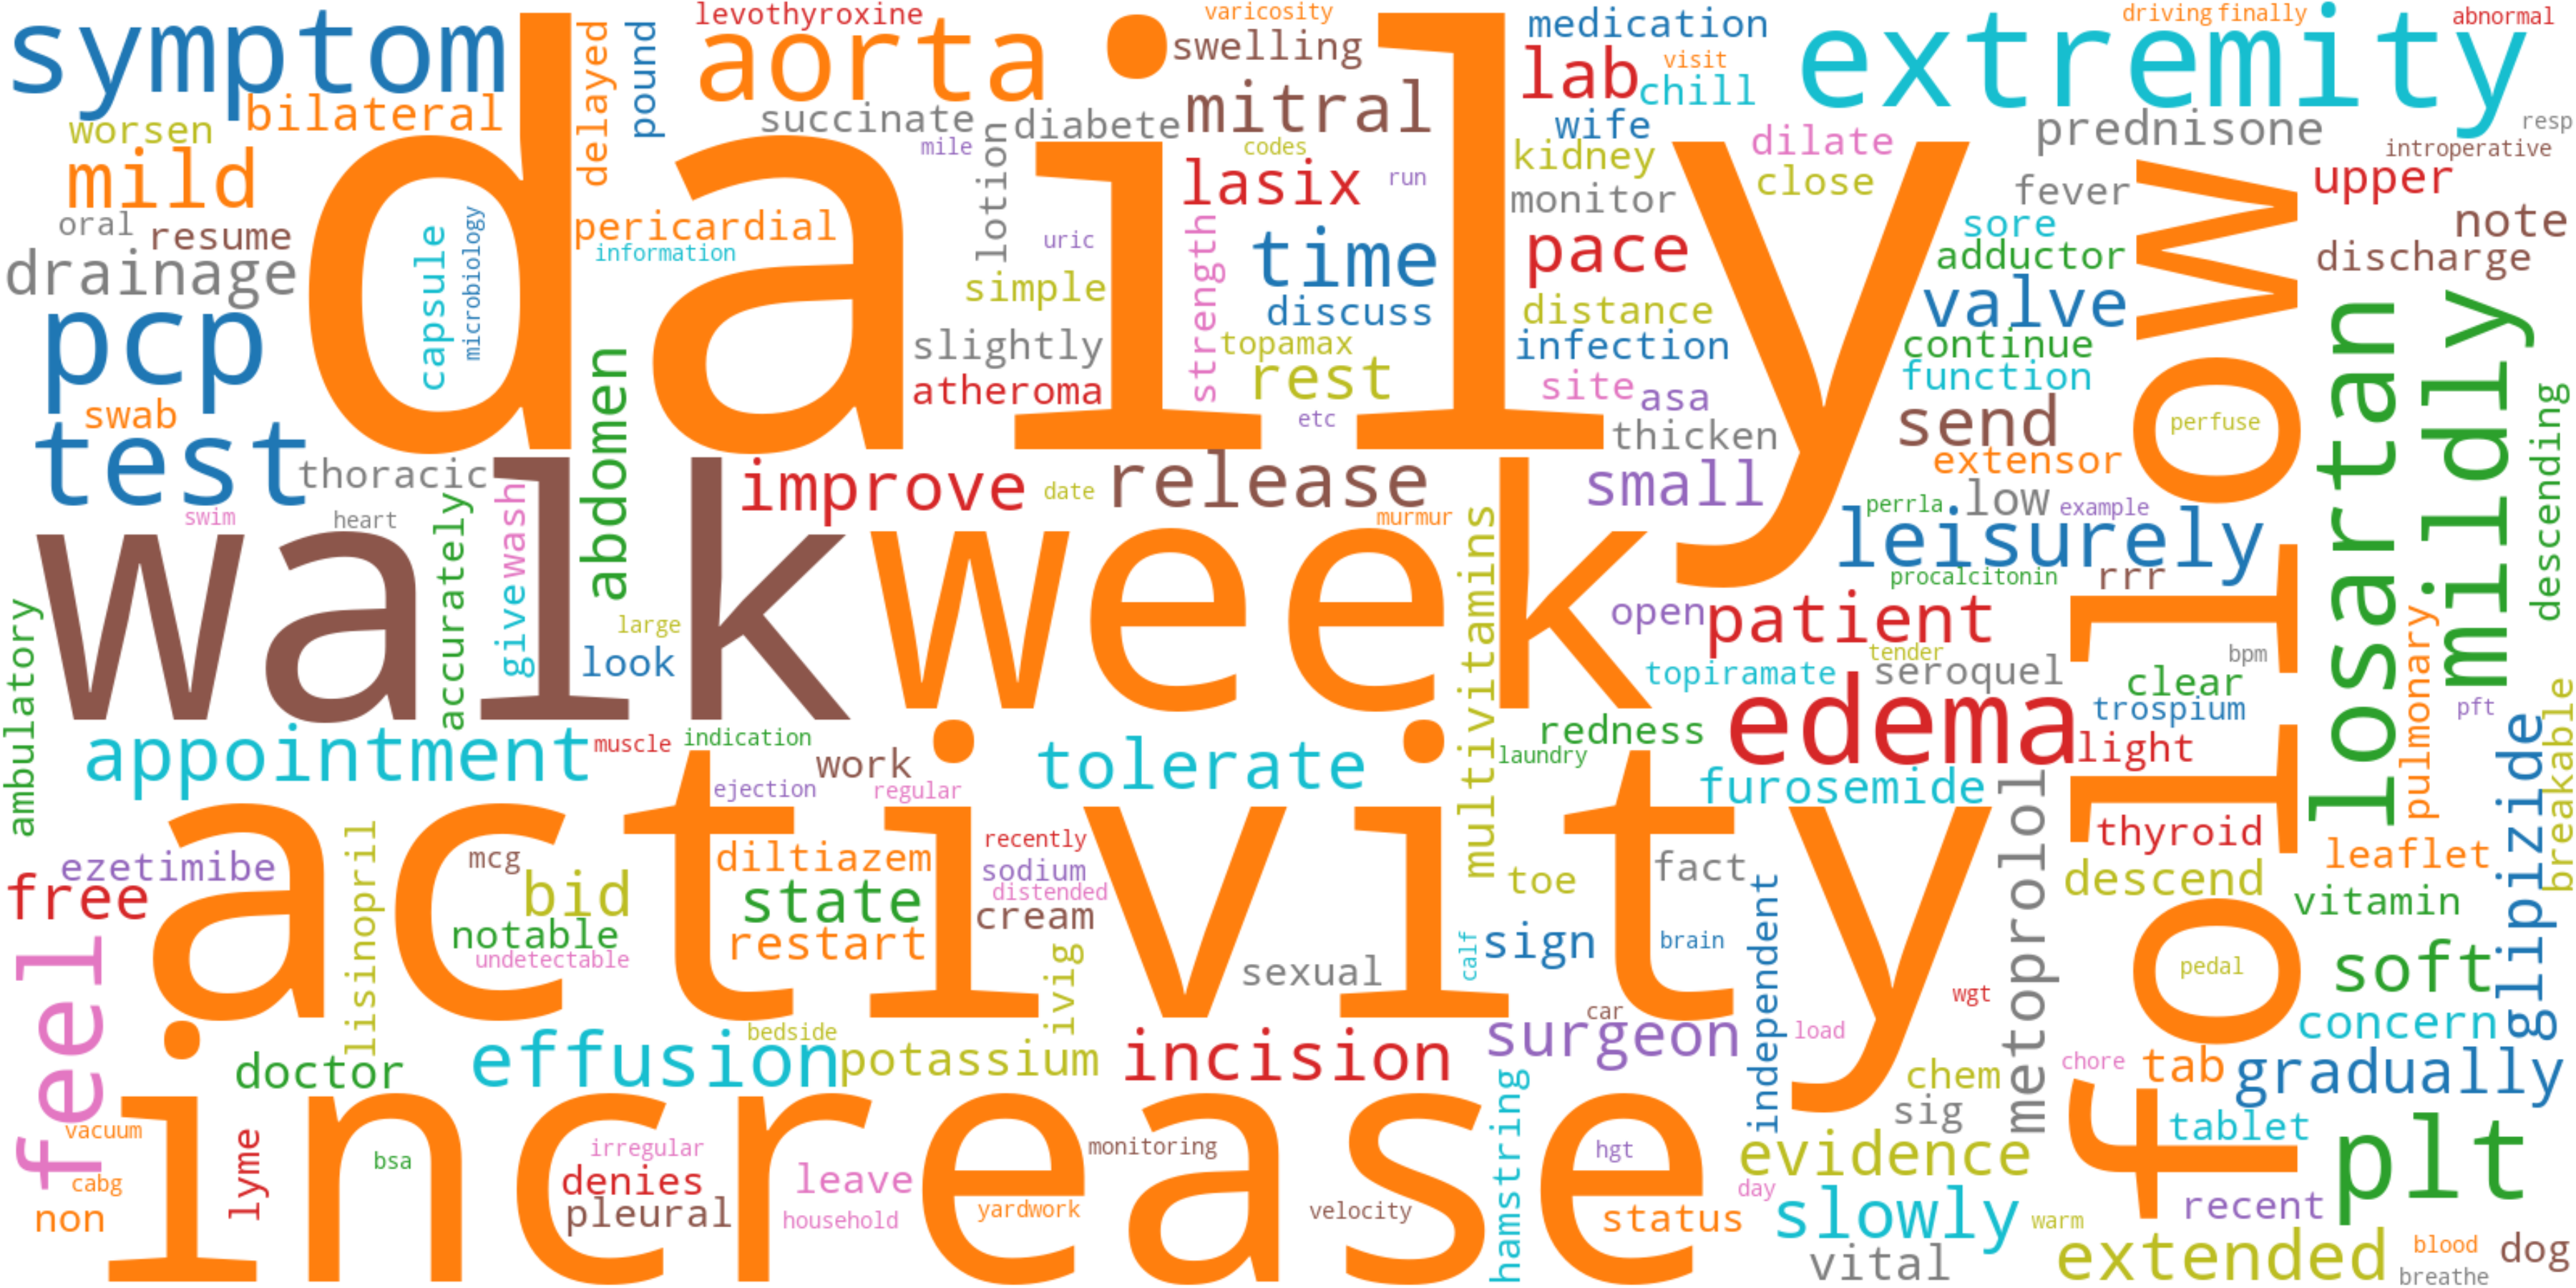 symptom
daily
delayed
pound
levothyroxine
aorta
varicosity
swelling
medication
lab
visit
chill
extremity
driving
finally
abnormal
worsen
bilateral
succinate
diabete
mitral
wife
dilate
prednisone
resp
mild
mile
lotion
codes
kidney
close
introperative
oral
resume
pericardial
information
lasix
run
monitor
fever
upper
drainage
capsule
microbiology
uric
strength
time
pace
sore
note
adductor
discharge
pcp
simple
discuss
distance
valve
slightly
topamax
infection
continue
function
swab
atheroma
rest
site
asa
send
perfuse
test
abdomen
etc
thicken
extensor
losartan
mildly
descending
thoracic
improve
date
release
small
perrla
low
example
follow
swim
heart
accurately
wash
walk
week
murmur
multivitamins
leisurely
procalcitonin
rrr
give
large
look
open
patient
tender
ambulatory
topiramate
seroquel
clear
bpm
pulmonary
appointment
muscle
indication
work
tolerate
redness
laundry
edema
trospium
light
pft
breakable
ejection
regular
furosemide
metoprolol
glipizide
activity
ezetimibe
mcg
diltiazem
recently
sodium
distended
toe
fact
thyroid
leaflet
free
lisinopril
bid
state
cream
descend
vitamin
notable
undetectable
restart
sexual
calf
sign
brain
independent
pedal
soft
feel
ivig
wgt
car
load
concern
doctor
effusion
bedside
potassium
incision
surgeon
chem
chore
tab
gradually
increase
vacuum
lyme
bsa
irregular
monitoring
hamstring
hgt
sig
tablet
plt
cabg
denies
leave
evidence
day
non
pleural
household
yardwork
velocity
status
slowly
warm
recent
vital
extended
blood
breathe
dog